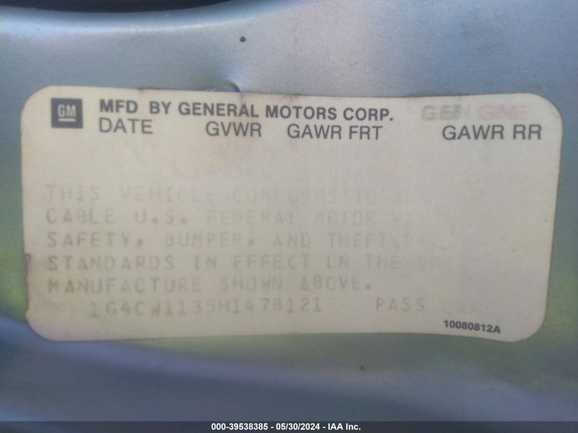 GM MFD BY GENERAL MOTORS CORP.
DATE GVWR GAWR FRT GAWR RR
THIS VEHICLE CONFORMS TO
CABLE U.S. FEDERAL MOTOR
SAFETY, BUMPER, AND THEFT
STANDARDS IN EFFECT ON THE
MANUFACTURE SHOWN ABOVE.
PASS
10080812A
000-39538385 - 05/30/2024 - IAA Inc.